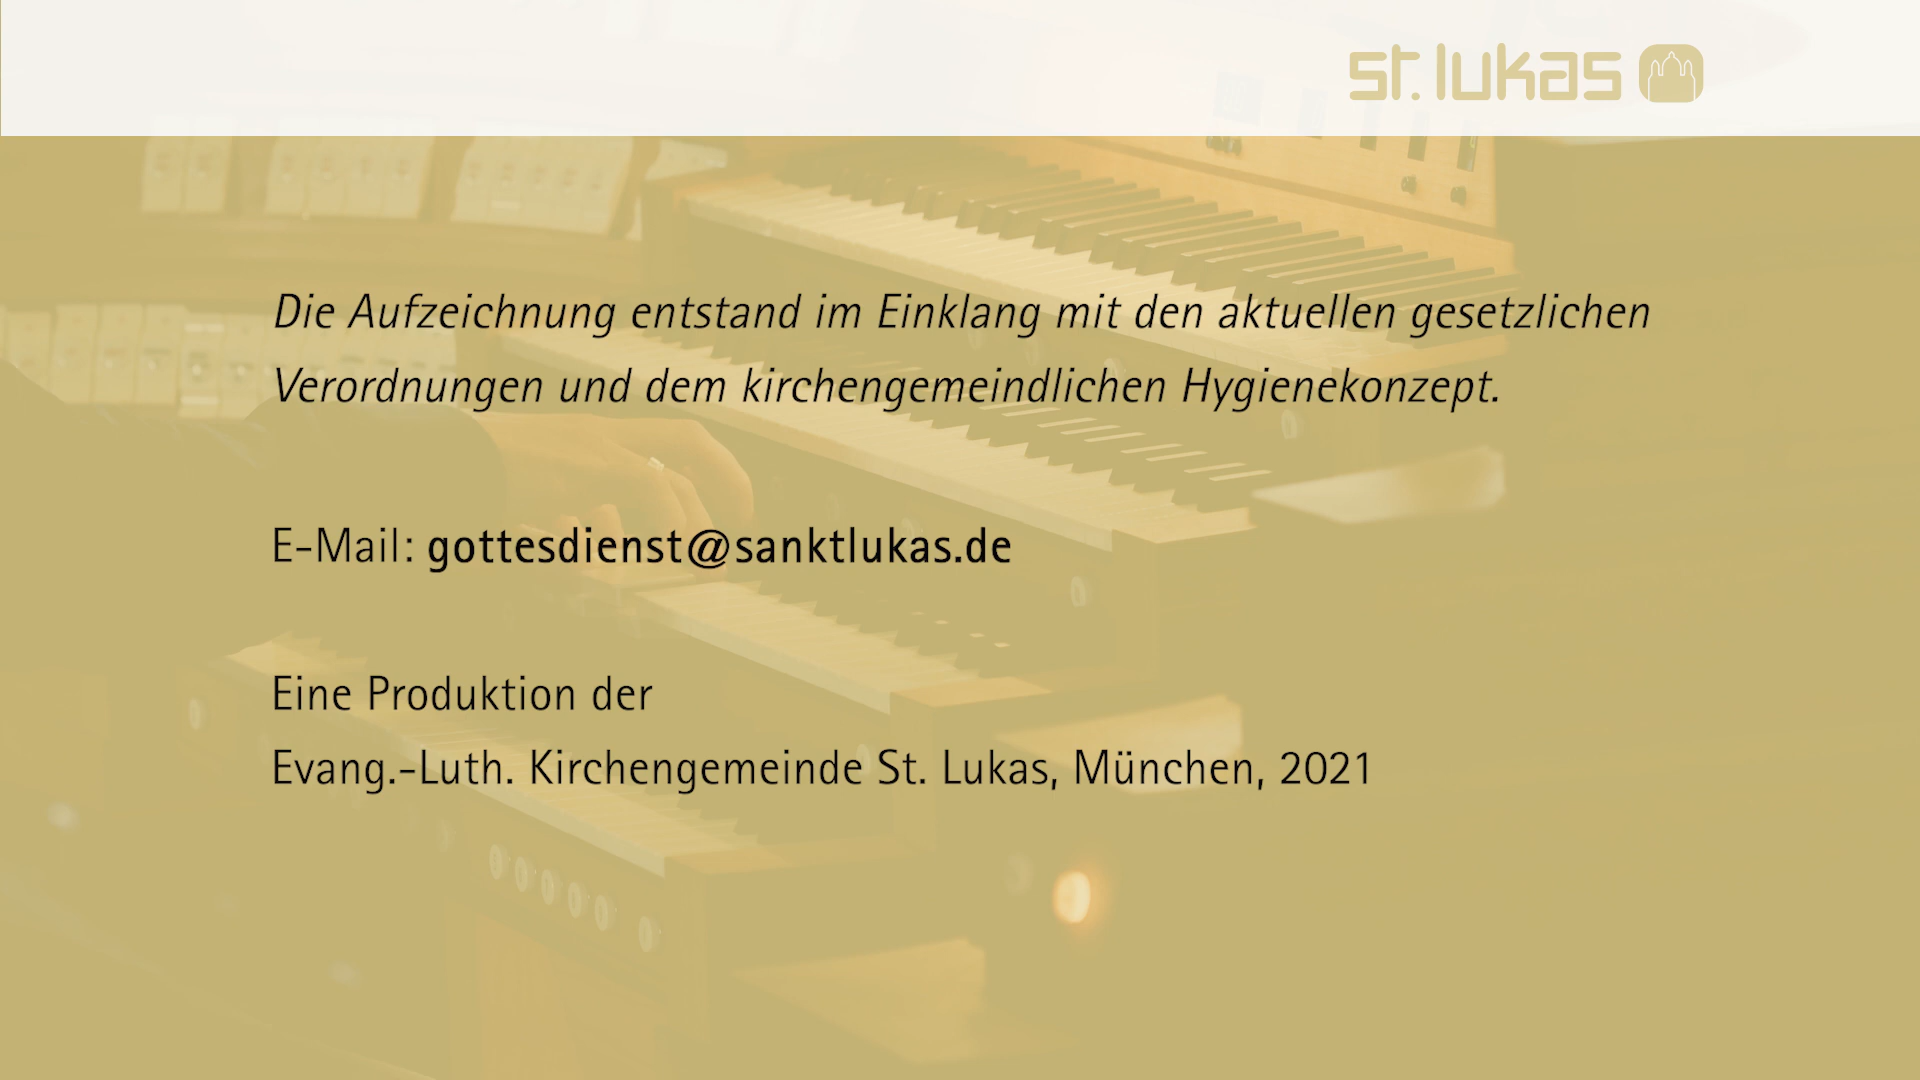 st. lukas
Die Aufzeichnung entstand im Einklang mit den aktuellen gesetzlichen
Verordnungen und dem kirchengemeindlichen Hygienekonzept.
E-Mail: gottesdienst@sanktlukas.de
Eine Produktion der
Evang.-Luth. Kirchengemeinde St. Lukas, München, 2021